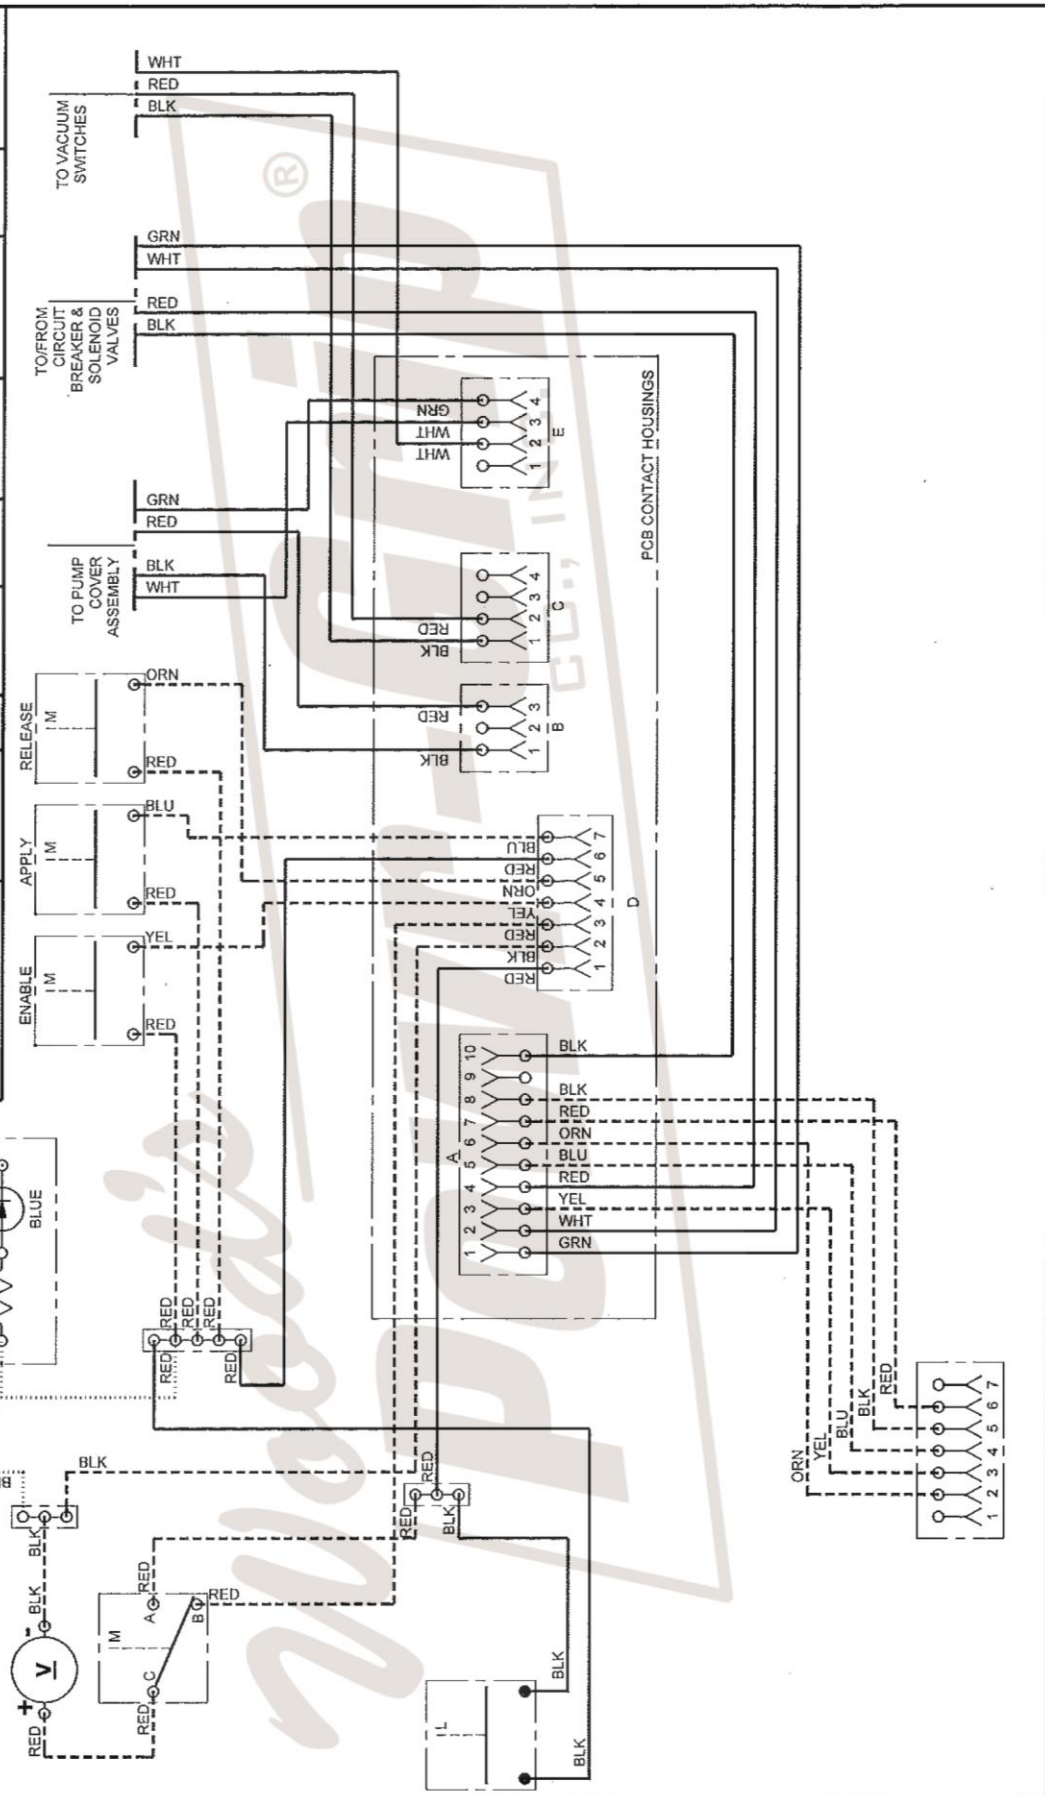 WHT
RED
BLK
TO VACUUM
SWITCHES
GRN
WHT
RED
BLK
TO/FROM
CIRCUIT
BREAKER &
SOLENOID
VALVES
GRN
RED
BLK
WHT
TO PUMP
COVER
ASSEMBLY
ORN
RED
RELEASE
M
BLU
RED
APPLY
M
YEL
RED
ENABLE
M
GRN
WHT
WHT
4
3
2
1
E
RED
BLK
4
3
2
1
C
RED
BLK
3
2
1
B
BLU
RED
ORN
YEL
RED
BLK
RED
7
6
5
4
3
2
1
D
PCB CONTACT HOUSINGS
A
10
9
8
7
6
5
4
3
2
1
BLK
BLK
RED
ORN
BLU
RED
YEL
WHT
GRN
BLUE
RED
RED
RED
RED
RED
BLK
BLK
BLK
RED
BLK
RED
RED
A
B
C
M
RED
RED
RED
V
+
-
L
BLK
BLK
ORN
YEL
BLU
BLK
RED
7
6
5
4
3
2
1
Wood's
Powr-Grip ®
CO., INC.